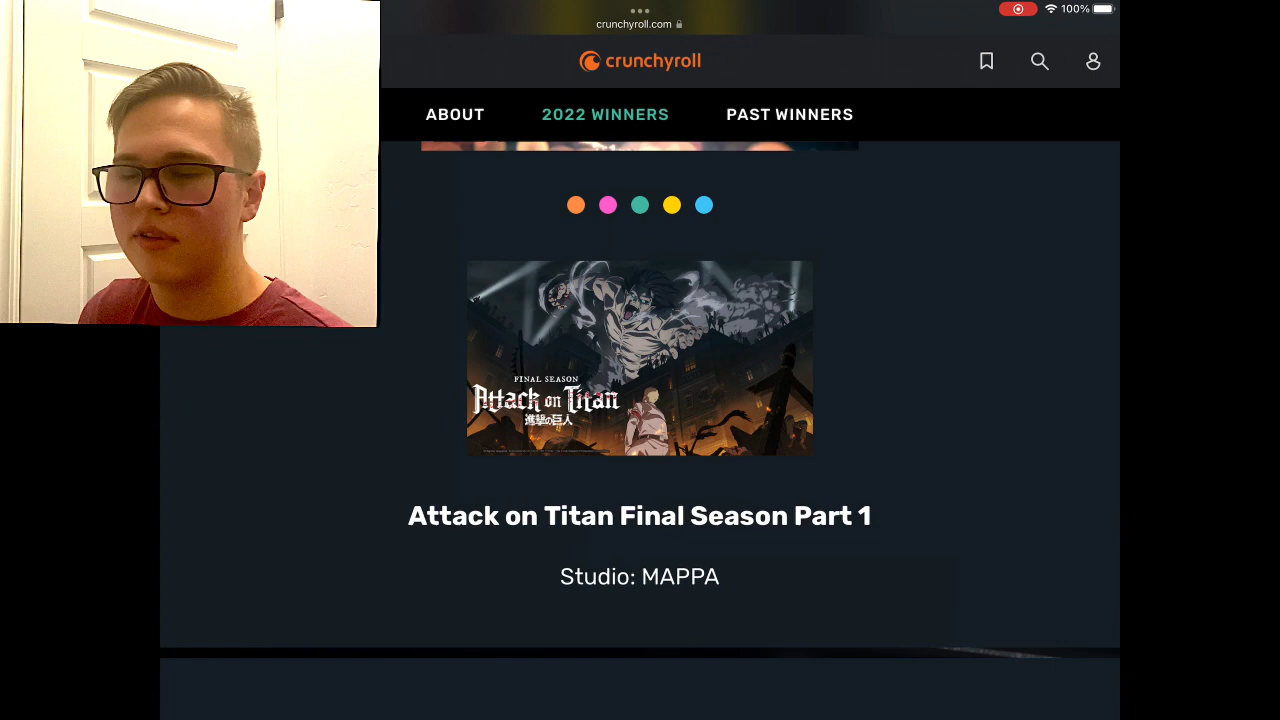 crunchyroll.com
100%
crunchyroll
ABOUT
2022 WINNERS
PAST WINNERS
FINAL SEASON
Attack on Titan
進撃の巨人
Attack on Titan Final Season Part 1
Studio: MAPPA